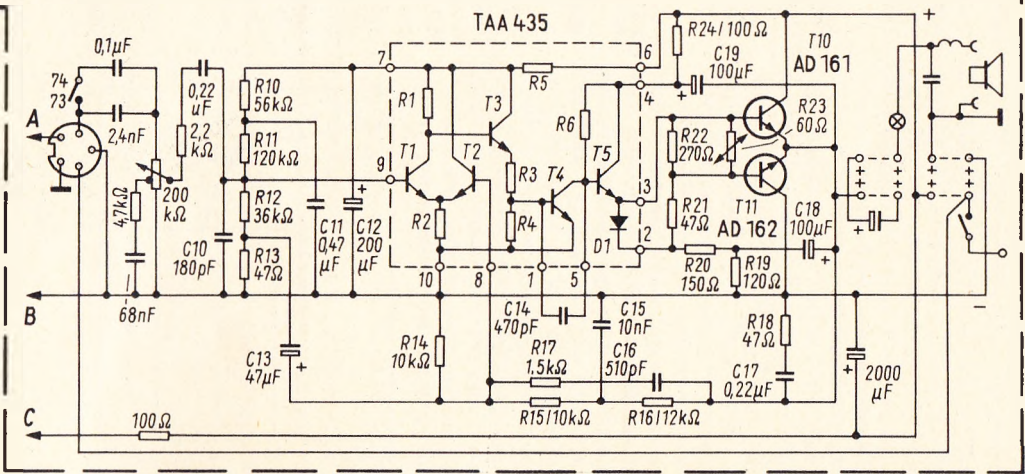 TAA 435
+
0,1µF
74
73
A
2,4nF
0,22
µF
2,2
kΩ
200
kΩ
4,7kΩ
68nF
C10
180pF
R10
56kΩ
R11
120kΩ
R12
36kΩ
R13
47Ω
C11
0,47
µF
C12
200
µF
+
7
6
4
9
3
2
10
8
1
5
R1
R2
R3
R4
R5
R6
T1
T2
T3
T4
T5
D1
R24/100Ω
C19
100µF
+
T10
AD 161
R23
60Ω
R22
270Ω
R21
47Ω
T11
AD 162
C18
100µF
+
R20
150Ω
R19
120Ω
+ + +
+ + +
+ + +
+ + +
+
−
B
C13
47µF
+
R14
10kΩ
C14
470pF
C15
10nF
R17
1,5kΩ
C16
510pF
R15/10kΩ
R16/12kΩ
R18
47Ω
C17
0,22µF
+
2000
µF
C
100Ω